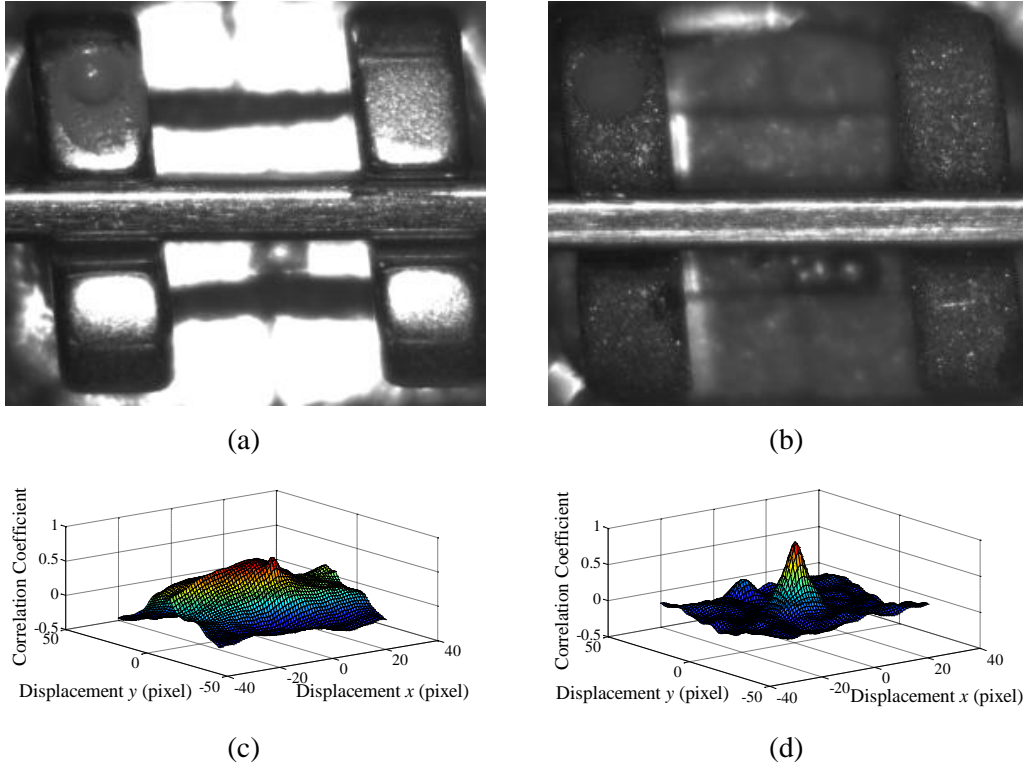 (a)
(b)
Correlation Coefficient
1
0.5
0
-0.5
50
0
-50
Displacement y (pixel)
-40
-20
0
20
40
Displacement x (pixel)
Correlation Coefficient
1
0.5
0
-0.5
50
0
-50
Displacement y (pixel)
-40
-20
0
20
40
Displacement x (pixel)
(c)
(d)